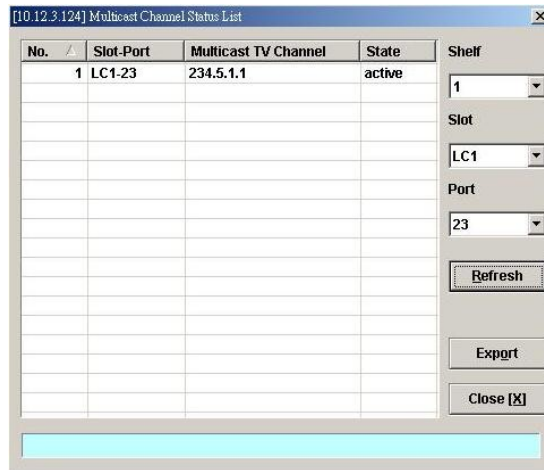 [10.12.3.124] Multicast Channel Status List
No. Slot-Port Multicast TV Channel State
1 LC1-23 234.5.1.1 active
Shelf
1
Slot
LC1
Port
23
Refresh
Export
Close [X]